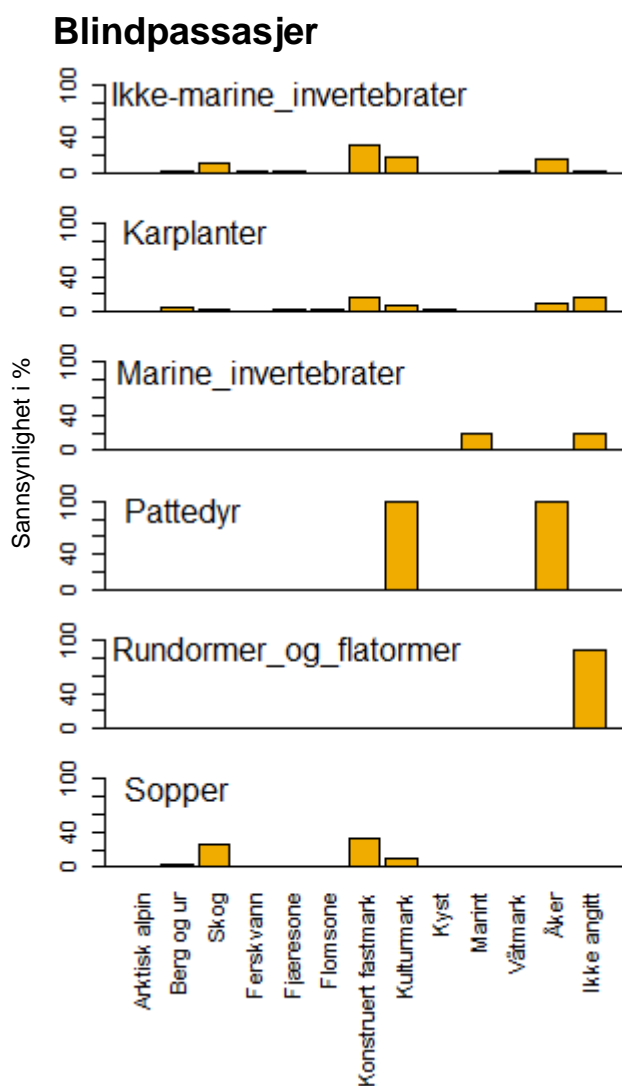 Blindpassasjer
Sannsynlighet i %
Ikke-marine_invertebrater
100
40
0
Karplanter
100
40
0
Marine_invertebrater
100
40
0
Pattedyr
100
40
0
Rundormer_og_flatormer
100
40
0
Sopper
100
40
0
Arktisk alpin
Berg og ur
Skog
Ferskvann
Fjæresone
Flomsone
Konstruert fastmark
Kulturmark
Kyst
Marint
Våtmark
Åker
Ikke angitt